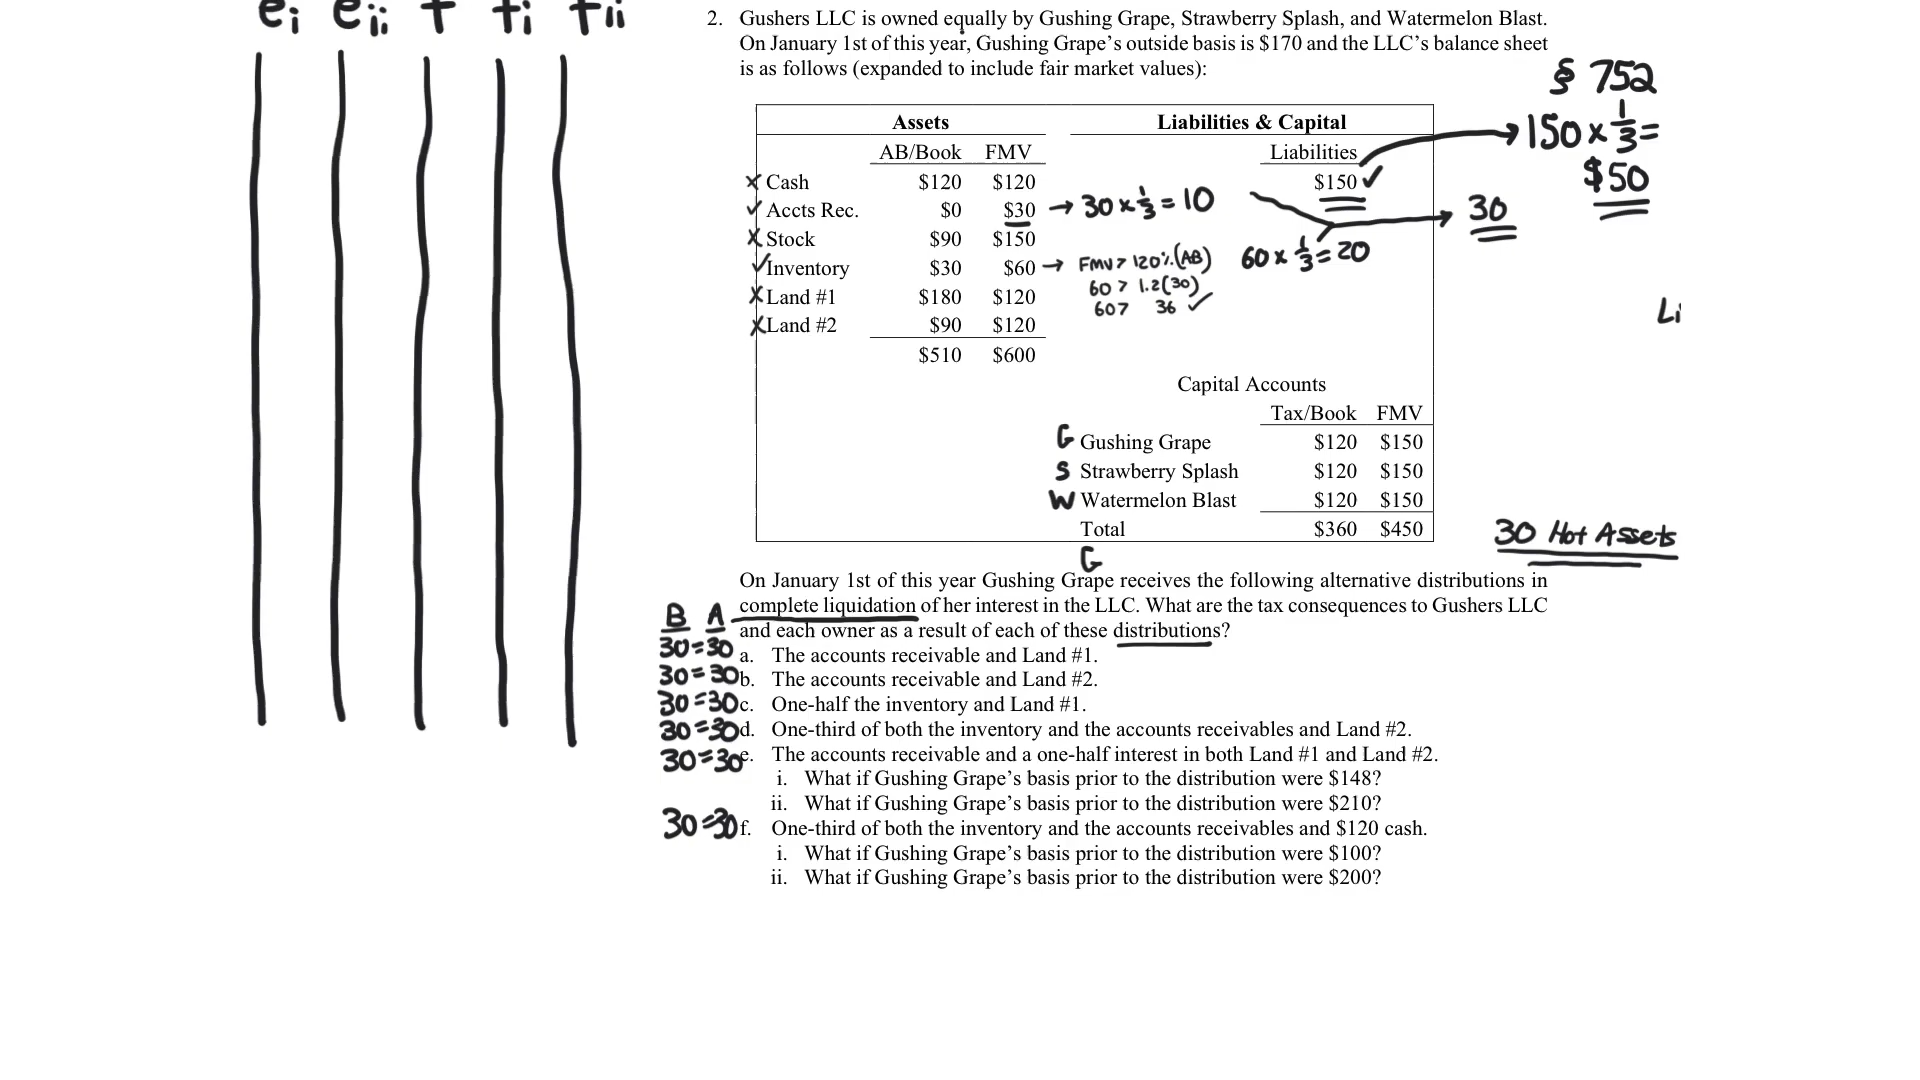 ei eii f fi fii
2. Gushers LLC is owned equally by Gushing Grape, Strawberry Splash, and Watermelon Blast.
On January 1st of this year, Gushing Grape's outside basis is $170 and the LLC's balance sheet
is as follows (expanded to include fair market values):
§ 752
Assets Liabilities & Capital
→ 150 x 1/3 =
AB/Book FMV Liabilities
$50
x Cash $120 $120 $150 ✓
✓ Accts Rec. $0 $30 → 30 x 1/3 = 10 → 30
x Stock $90 $150
✓ Inventory $30 $60 → FMV > 120% (AB) 60 x 1/3 = 20
60 > 1.2(30)
x Land #1 $180 $120
60 > 36 ✓
Li
x Land #2 $90 $120
$510 $600
Capital Accounts
Tax/Book FMV
G Gushing Grape $120 $150
S Strawberry Splash $120 $150
W Watermelon Blast $120 $150
Total $360 $450
30 Hot Assets
G
On January 1st of this year Gushing Grape receives the following alternative distributions in
B A complete liquidation of her interest in the LLC. What are the tax consequences to Gushers LLC
and each owner as a result of each of these distributions?
30=30 a. The accounts receivable and Land #1.
30=30 b. The accounts receivable and Land #2.
30=30 c. One-half the inventory and Land #1.
30=30 d. One-third of both the inventory and the accounts receivables and Land #2.
30=30 e. The accounts receivable and a one-half interest in both Land #1 and Land #2.
i. What if Gushing Grape's basis prior to the distribution were $148?
ii. What if Gushing Grape's basis prior to the distribution were $210?
30=30 f. One-third of both the inventory and the accounts receivables and $120 cash.
i. What if Gushing Grape's basis prior to the distribution were $100?
ii. What if Gushing Grape's basis prior to the distribution were $200?